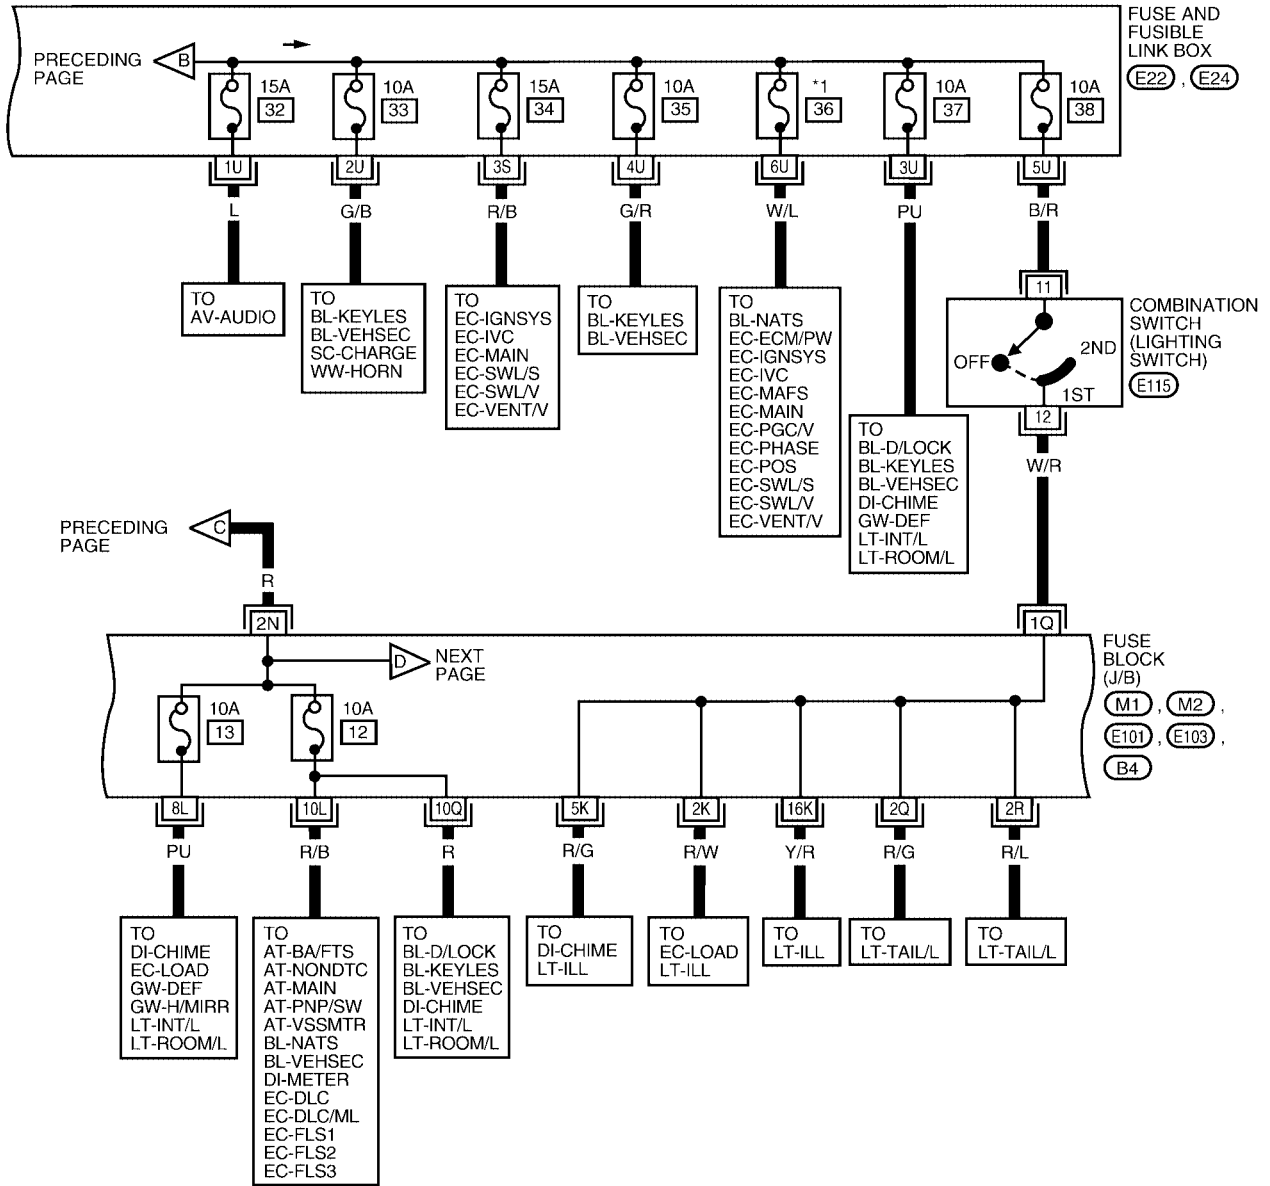 FUSE AND
FUSIBLE
LINK BOX
E22 , E24
PRECEDING
PAGE
B
15A
32
10A
33
15A
34
10A
35
*1
36
10A
37
10A
38
1U
2U
3S
4U
6U
3U
5U
L
G/B
R/B
G/R
W/L
PU
B/R
TO
AV-AUDIO
TO
BL-KEYLES
BL-VEHSEC
SC-CHARGE
WW-HORN
TO
EC-IGNSYS
EC-IVC
EC-MAIN
EC-SWL/S
EC-SWL/V
EC-VENT/V
TO
BL-KEYLES
BL-VEHSEC
TO
BL-NATS
EC-ECM/PW
EC-IGNSYS
EC-IVC
EC-MAFS
EC-MAIN
EC-PGC/V
EC-PHASE
EC-POS
EC-SWL/S
EC-SWL/V
EC-VENT/V
TO
BL-D/LOCK
BL-KEYLES
BL-VEHSEC
DI-CHIME
GW-DEF
LT-INT/L
LT-ROOM/L
11
OFF
2ND
1ST
12
COMBINATION
SWITCH
(LIGHTING
SWITCH)
E115
W/R
PRECEDING
PAGE
C
R
2N
1Q
D
NEXT
PAGE
FUSE
BLOCK
(J/B)
M1 , M2 ,
E101 , E103 ,
B4
10A
13
10A
12
8L
10L
10Q
5K
2K
16K
2Q
2R
PU
R/B
R
R/G
R/W
Y/R
R/G
R/L
TO
DI-CHIME
EC-LOAD
GW-DEF
GW-H/MIRR
LT-INT/L
LT-ROOM/L
TO
AT-BA/FTS
AT-NONDTC
AT-MAIN
AT-PNP/SW
AT-VSSMTR
BL-NATS
BL-VEHSEC
DI-METER
EC-DLC
EC-DLC/ML
EC-FLS1
EC-FLS2
EC-FLS3
TO
BL-D/LOCK
BL-KEYLES
BL-VEHSEC
DI-CHIME
LT-INT/L
LT-ROOM/L
TO
DI-CHIME
LT-ILL
TO
EC-LOAD
LT-ILL
TO
LT-ILL
TO
LT-TAIL/L
TO
LT-TAIL/L